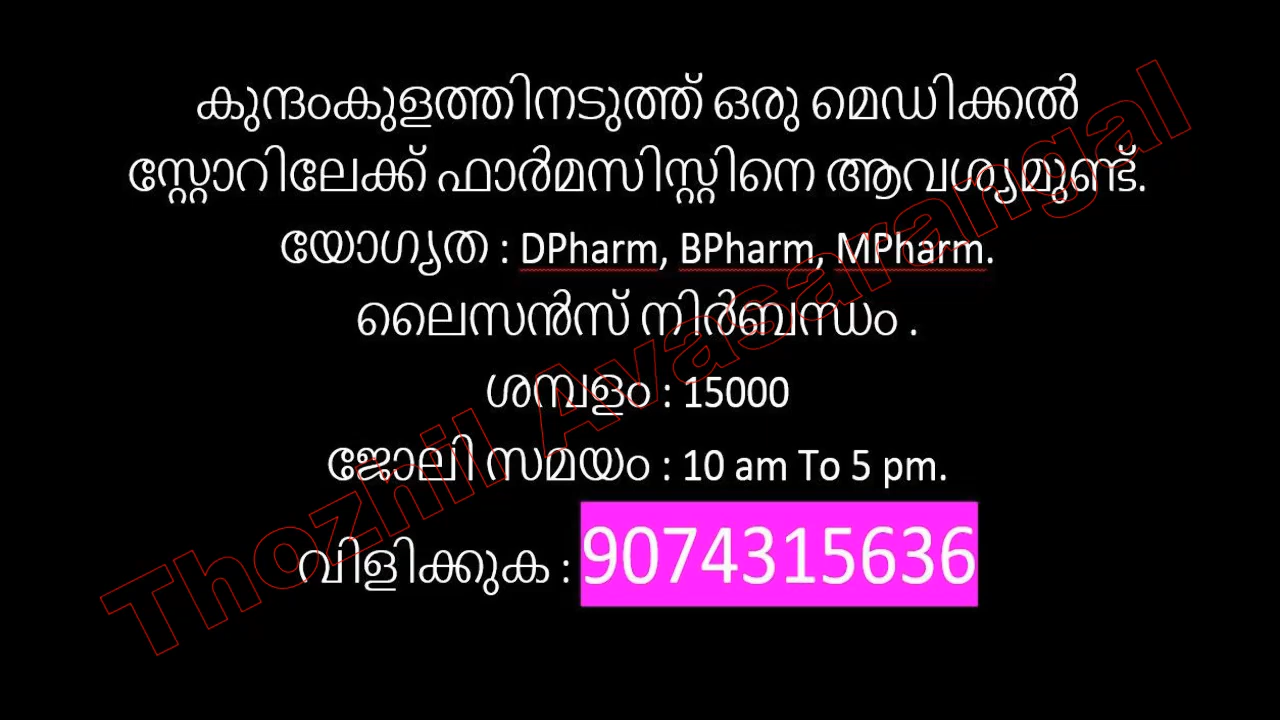 കുന്ദംകുളത്തിനടുത്ത് ഒരു മെഡിക്കൽ
സ്റ്റോറിലേക്ക് ഫാർമസിസ്റ്റിനെ ആവശ്യമുണ്ട്.
യോഗ്യത : DPharm, BPharm, MPharm.
ലൈസൻസ് നിർബന്ധം .
ശമ്പളം : 15000
ജോലി സമയം : 10 am To 5 pm.
വിളിക്കുക : 9074315636
Thozhil Avasarangal